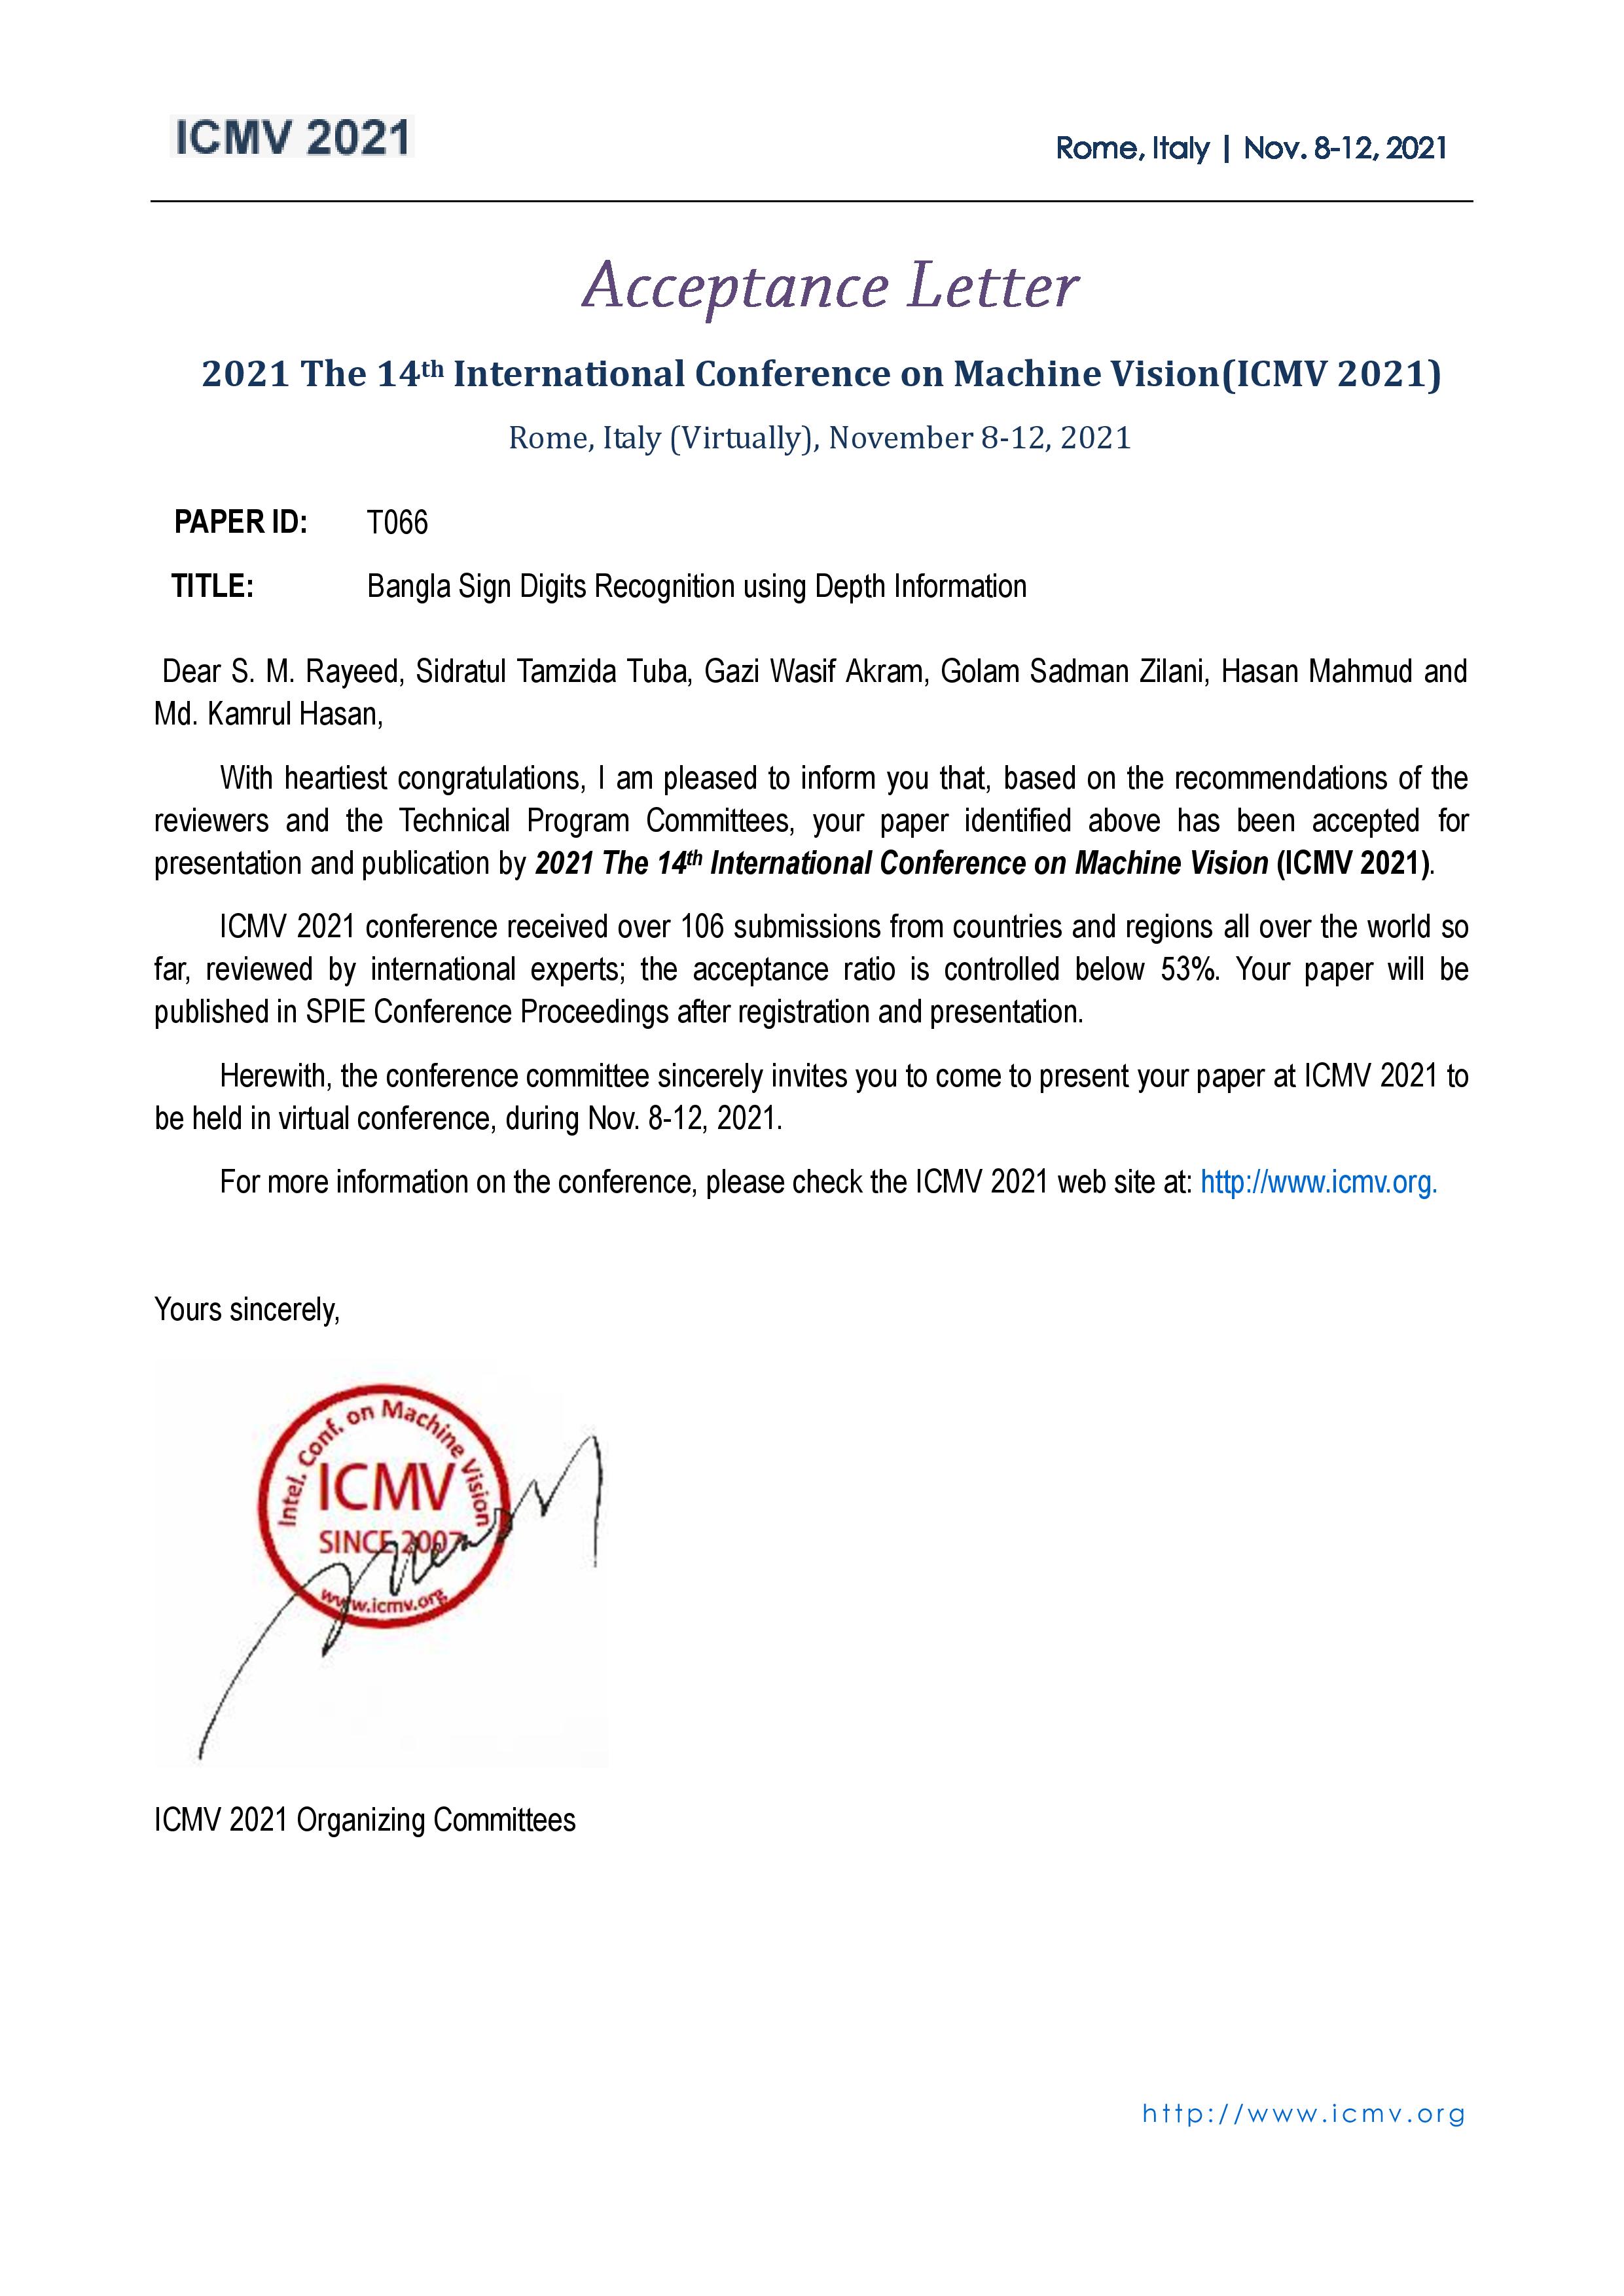 ICMV 2021
Rome, Italy | Nov. 8-12, 2021
Acceptance Letter
2021 The 14th International Conference on Machine Vision(ICMV 2021)
Rome, Italy (Virtually), November 8-12, 2021
PAPER ID: T066
TITLE: Bangla Sign Digits Recognition using Depth Information
Dear S. M. Rayeed, Sidratul Tamzida Tuba, Gazi Wasif Akram, Golam Sadman Zilani, Hasan Mahmud and
Md. Kamrul Hasan,
With heartiest congratulations, I am pleased to inform you that, based on the recommendations of the
reviewers and the Technical Program Committees, your paper identified above has been accepted for
presentation and publication by 2021 The 14th International Conference on Machine Vision (ICMV 2021).
ICMV 2021 conference received over 106 submissions from countries and regions all over the world so
far, reviewed by international experts; the acceptance ratio is controlled below 53%. Your paper will be
published in SPIE Conference Proceedings after registration and presentation.
Herewith, the conference committee sincerely invites you to come to present your paper at ICMV 2021 to
be held in virtual conference, during Nov. 8-12, 2021.
For more information on the conference, please check the ICMV 2021 web site at: http://www.icmv.org.
Yours sincerely,
Intel. Conf. on Machine Vision
ICMV
SINCE 2007
www.icmv.org
ICMV 2021 Organizing Committees
http://www.icmv.org